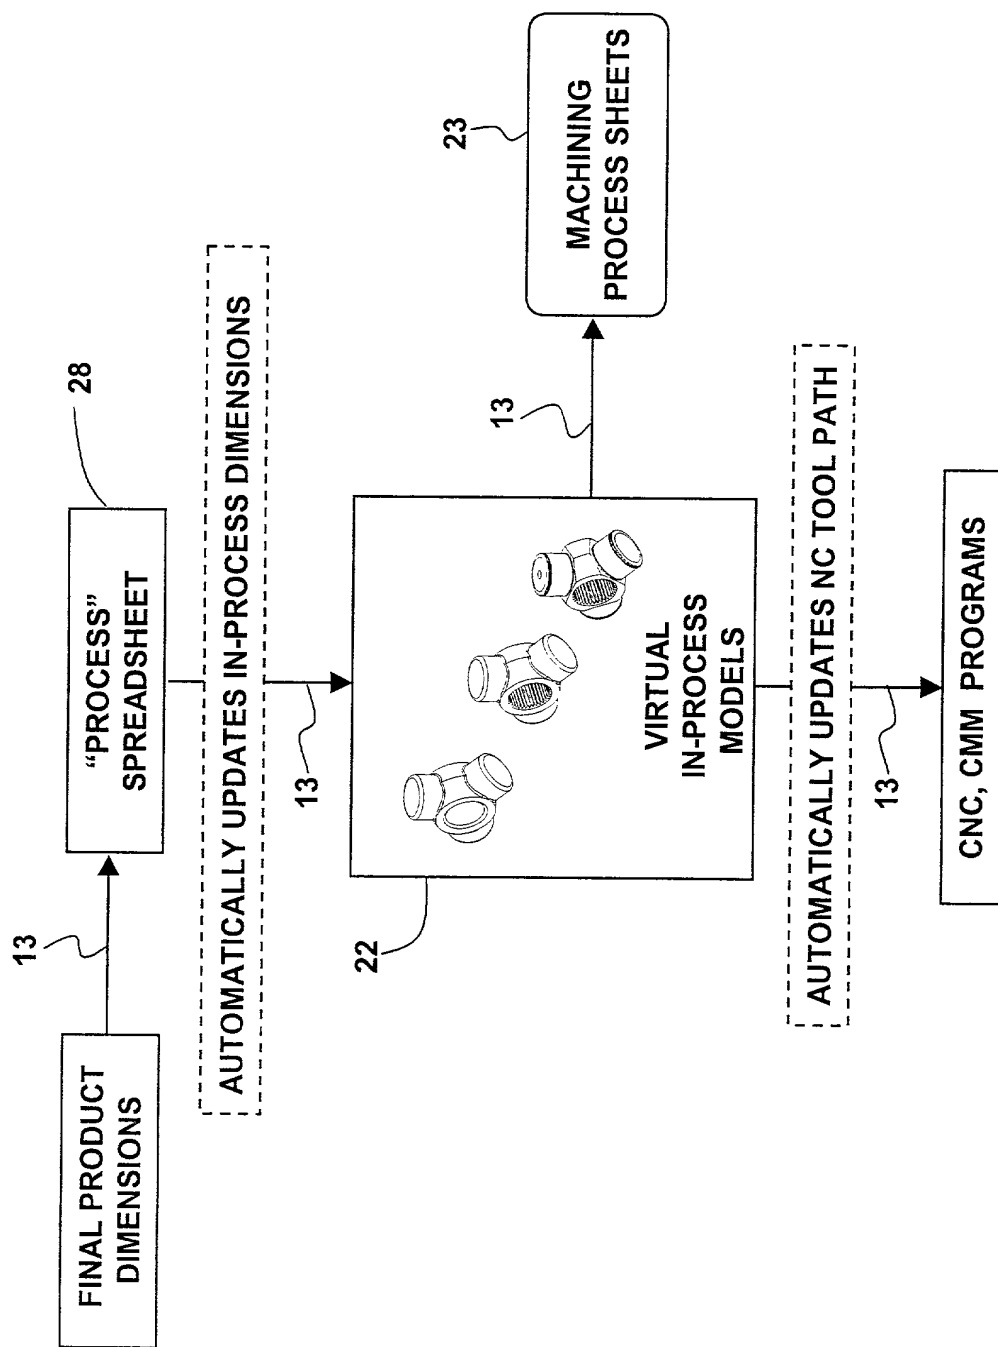 FINAL PRODUCT
DIMENSIONS
13
“PROCESS”
SPREADSHEET
28
AUTOMATICALLY UPDATES IN-PROCESS DIMENSIONS
13
22
VIRTUAL
IN-PROCESS
MODELS
13
23
MACHINING
PROCESS SHEETS
AUTOMATICALLY UPDATES NC TOOL PATH
13
CNC, CMM PROGRAMS